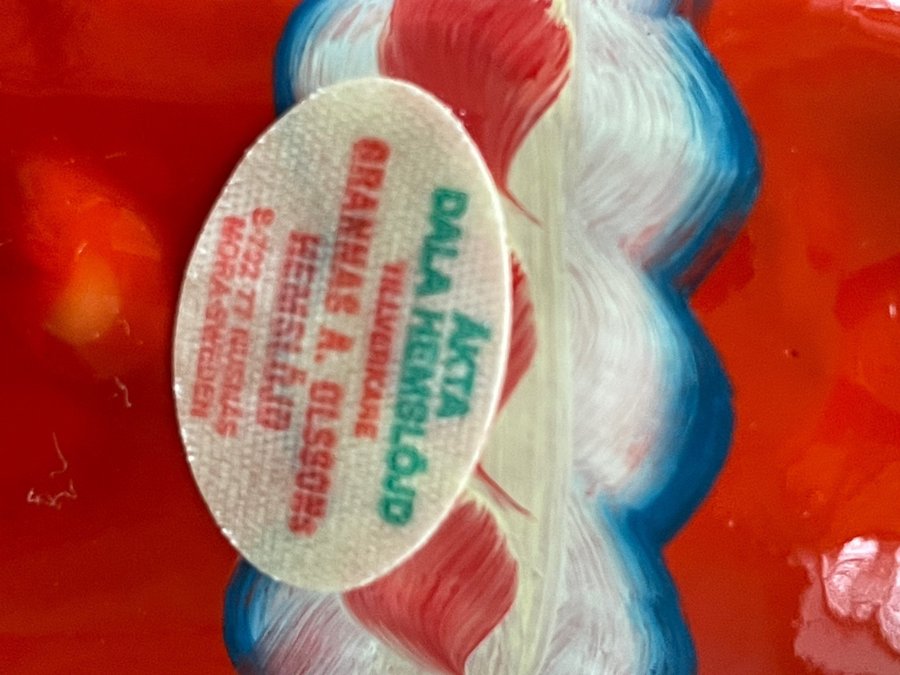 ÄKTA
DALA HEMSLÖJD
TILLVERKARE
GRANNAS A. OLSSONS
HEMSLÖJD
S-792 77 NUSNÄS
MORA-SWEDEN